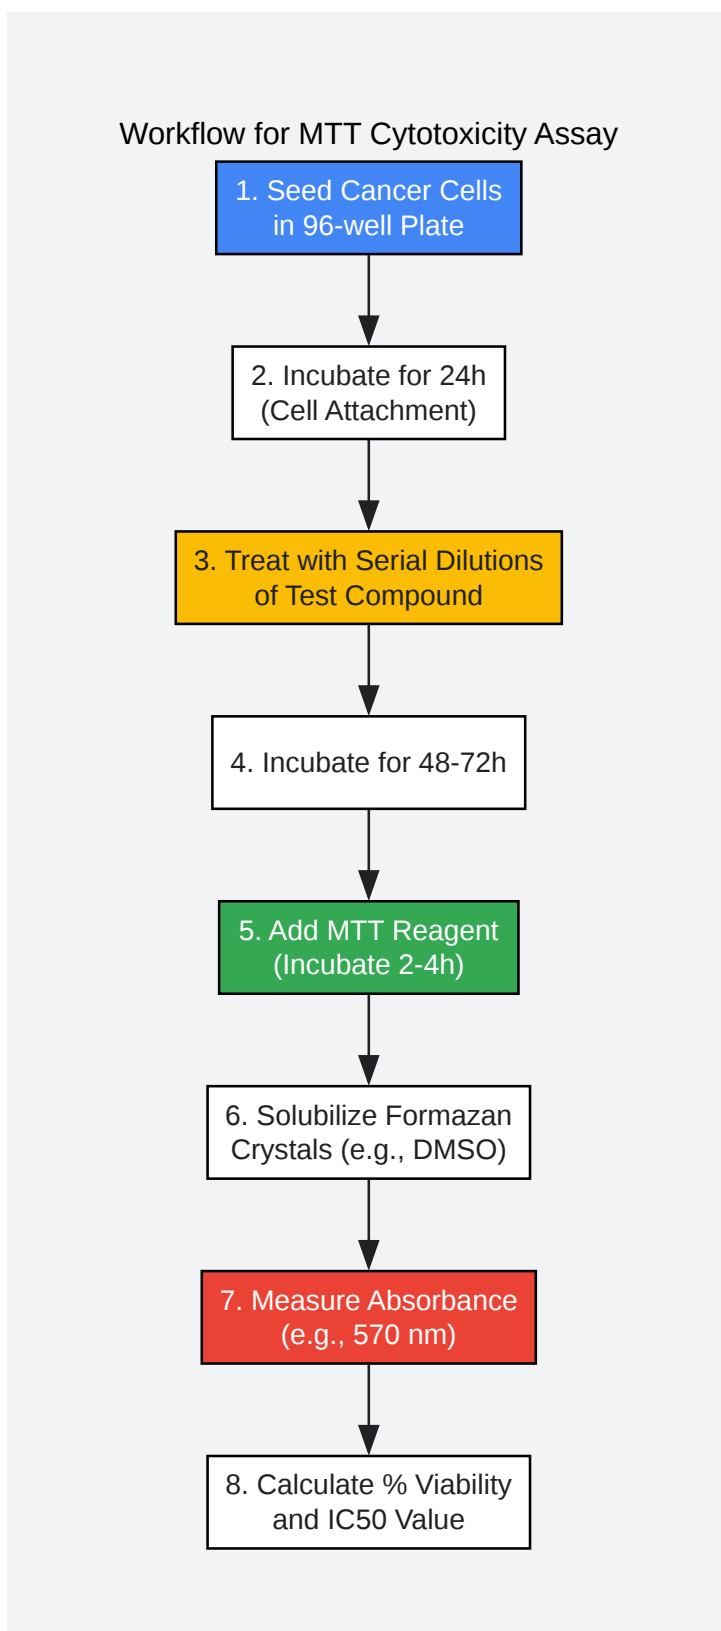 Workflow for MTT Cytotoxicity Assay
1. Seed Cancer Cells
in 96-well Plate
2. Incubate for 24h
(Cell Attachment)
3. Treat with Serial Dilutions
of Test Compound
4. Incubate for 48-72h
5. Add MTT Reagent
(Incubate 2-4h)
6. Solubilize Formazan
Crystals (e.g., DMSO)
7. Measure Absorbance
(e.g., 570 nm)
8. Calculate % Viability
and IC50 Value